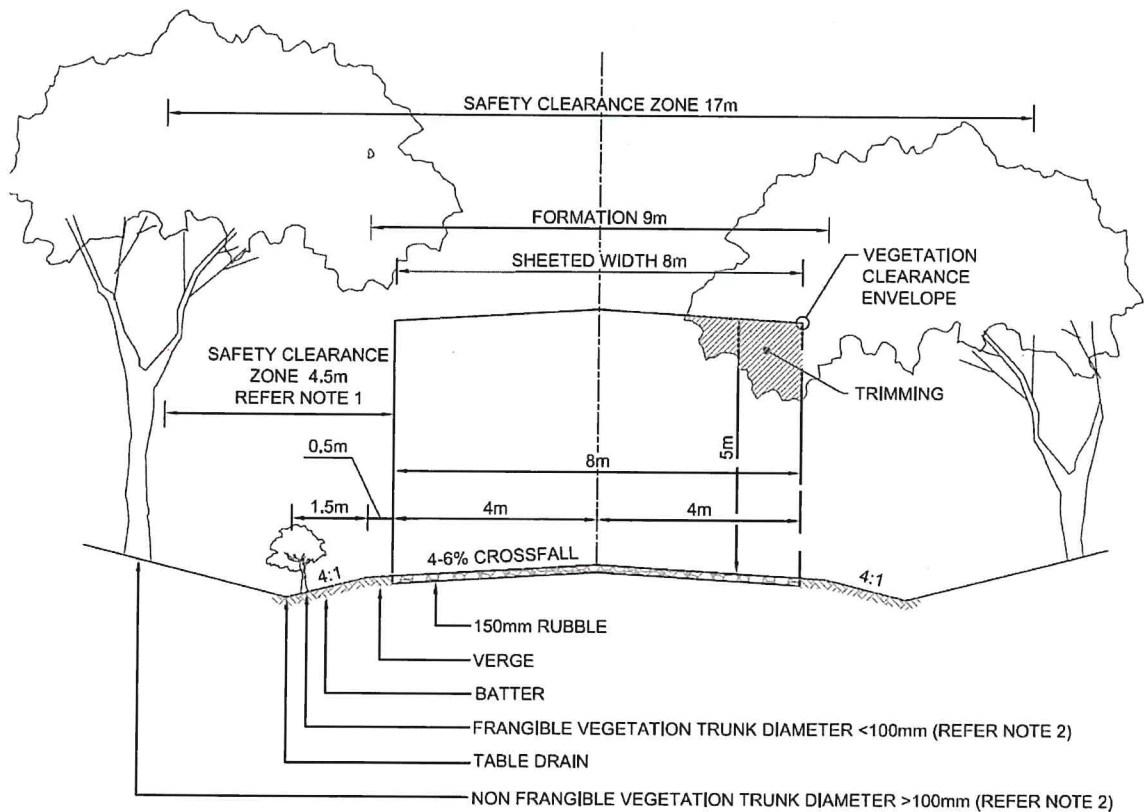 SAFETY CLEARANCE ZONE 17m
FORMATION 9m
SHEETED WIDTH 8m
VEGETATION
CLEARANCE
ENVELOPE
SAFETY CLEARANCE
ZONE 4.5m
REFER NOTE 1
TRIMMING
0.5m
5m
8m
1.5m
4m
4m
4-6% CROSSFALL
4:1
4:1
150mm RUBBLE
VERGE
BATTER
FRANGIBLE VEGETATION TRUNK DIAMETER <100mm (REFER NOTE 2)
TABLE DRAIN
NON FRANGIBLE VEGETATION TRUNK DIAMETER >100mm (REFER NOTE 2)